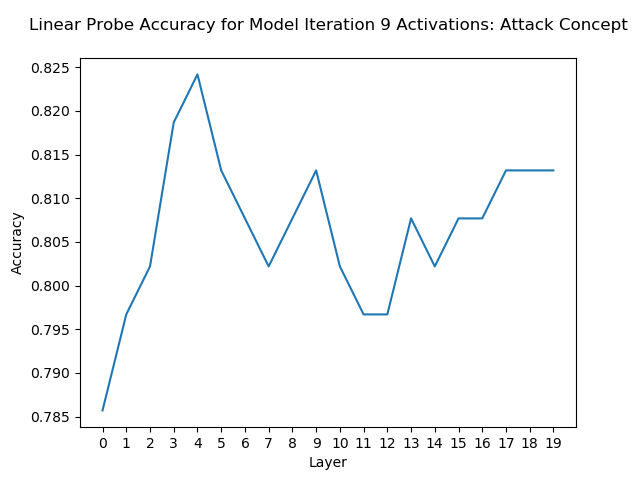 Linear Probe Accuracy for Model Iteration 9 Activations: Attack Concept
0.825
0.820
0.815
0.810
0.805
0.800
0.795
0.790
0.785
Accuracy
0 1 2 3 4 5 6 7 8 9 10 11 12 13 14 15 16 17 18 19
Layer